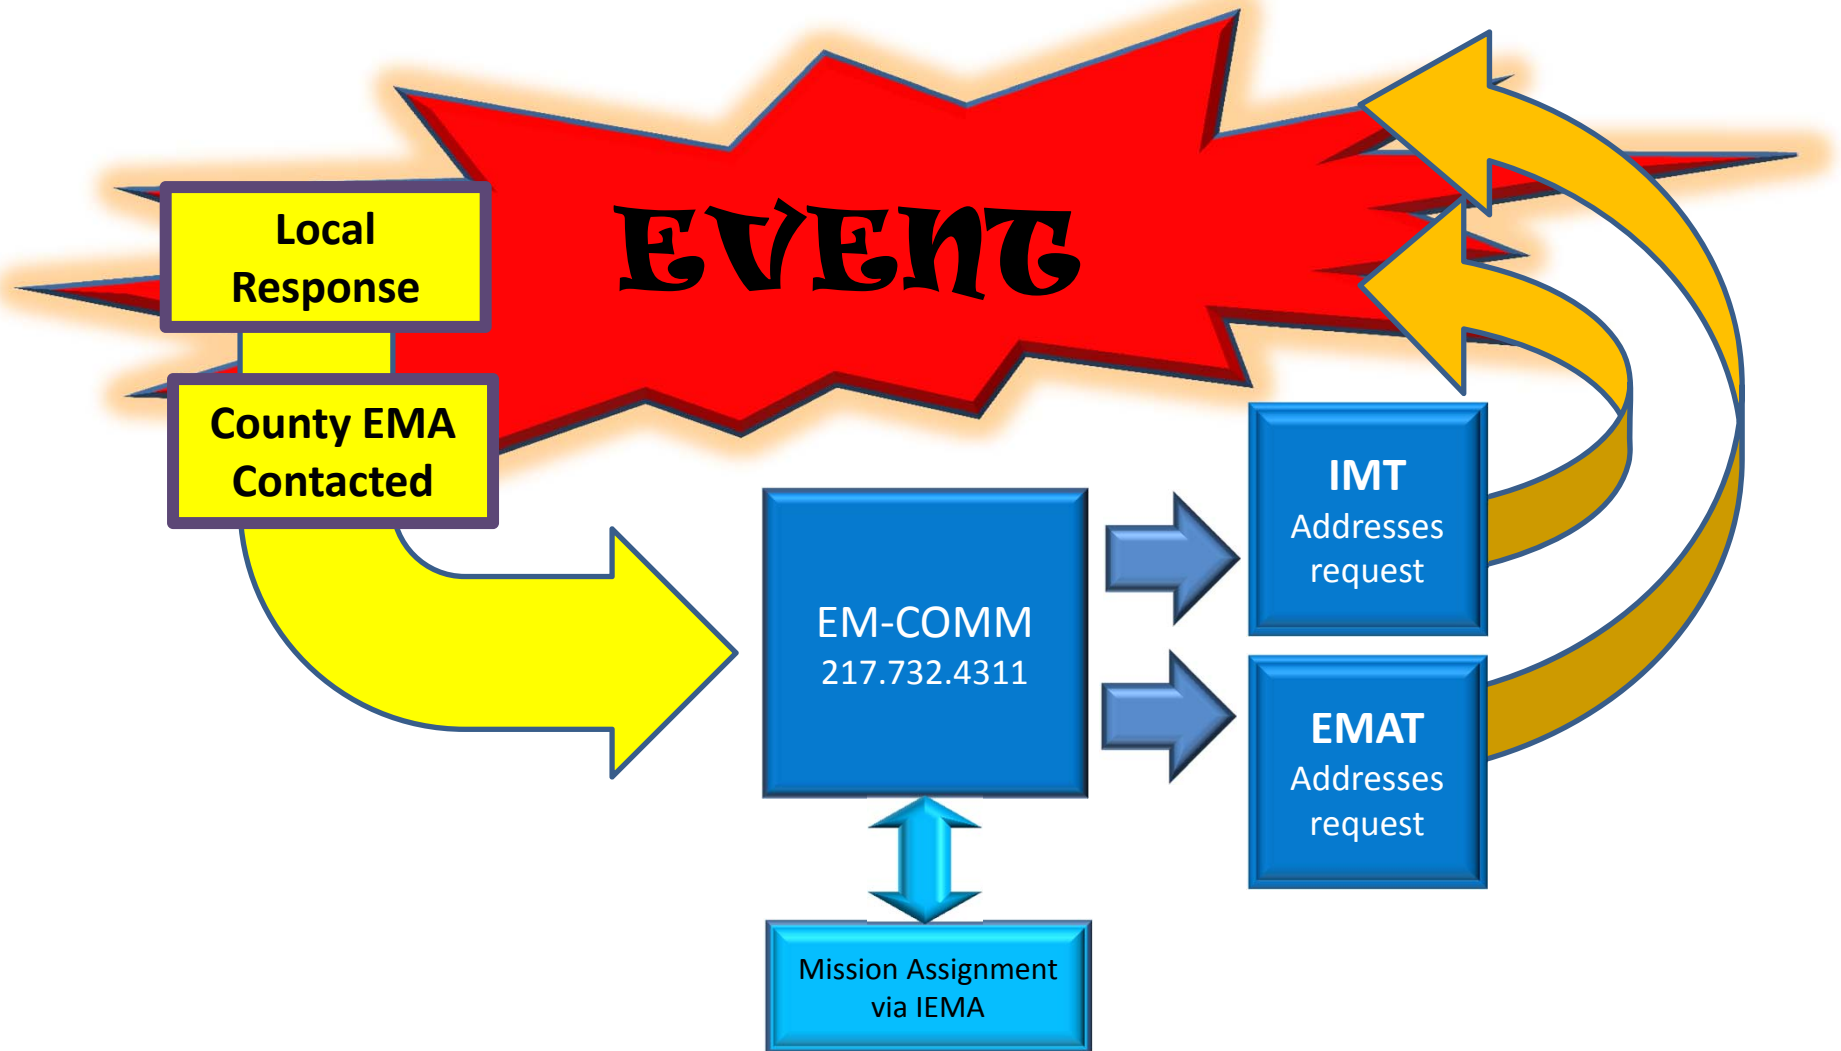 EVENT
Local
Response
County EMA
Contacted
EM-COMM
217.732.4311
IMT
Addresses
request
EMAT
Addresses
request
Mission Assignment
via IEMA